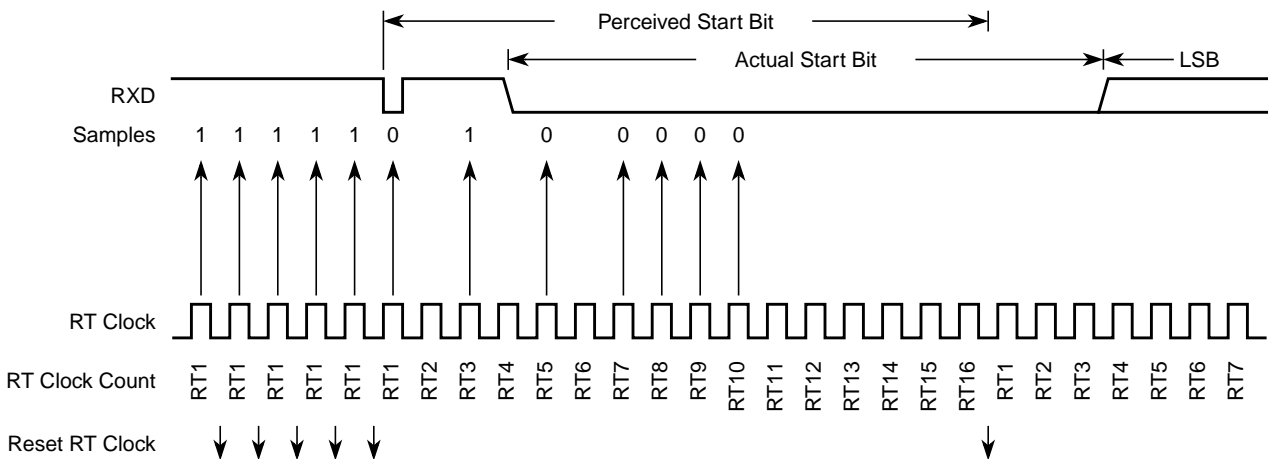 Perceived Start Bit
Actual Start Bit
LSB
RXD
Samples 1 1 1 1 1 0 1 0 0 0 0 0
RT Clock
RT Clock Count RT1 RT1 RT1 RT1 RT1 RT1 RT2 RT3 RT4 RT5 RT6 RT7 RT8 RT9 RT10 RT11 RT12 RT13 RT14 RT15 RT16 RT1 RT2 RT3 RT4 RT5 RT6 RT7
Reset RT Clock